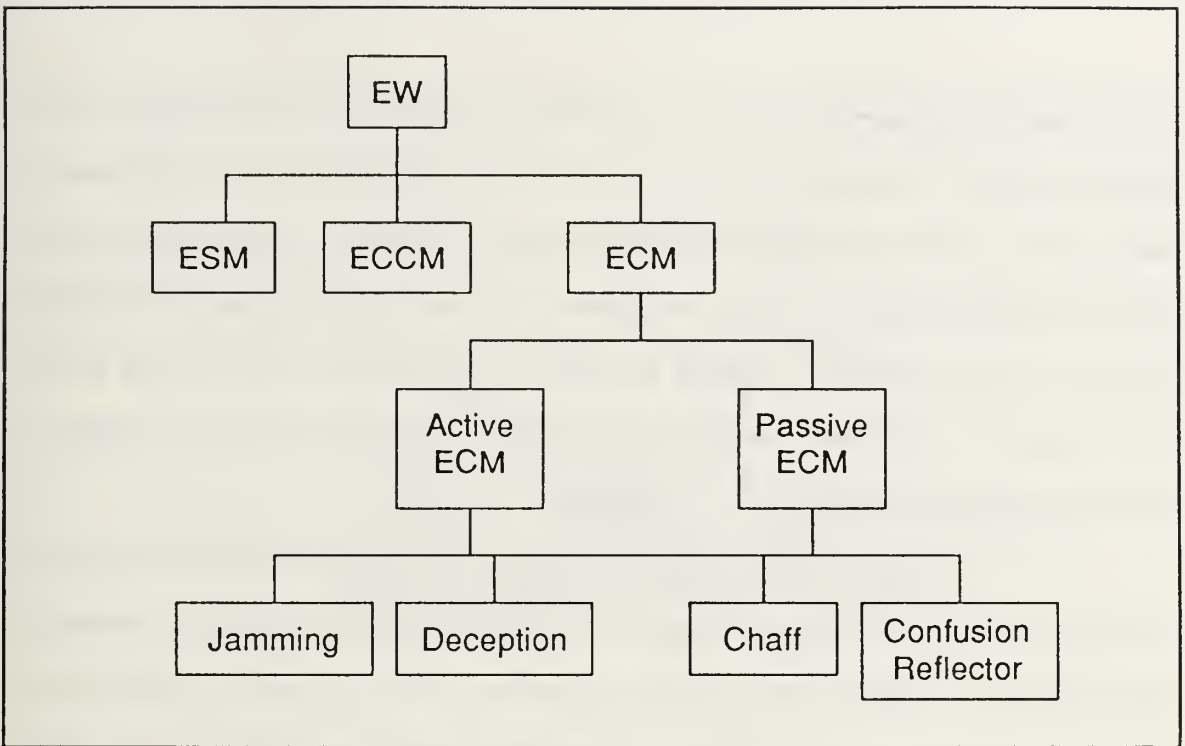 EW
ESM
ECCM
ECM
Active
ECM
Passive
ECM
Jamming
Deception
Chaff
Confusion
Reflector